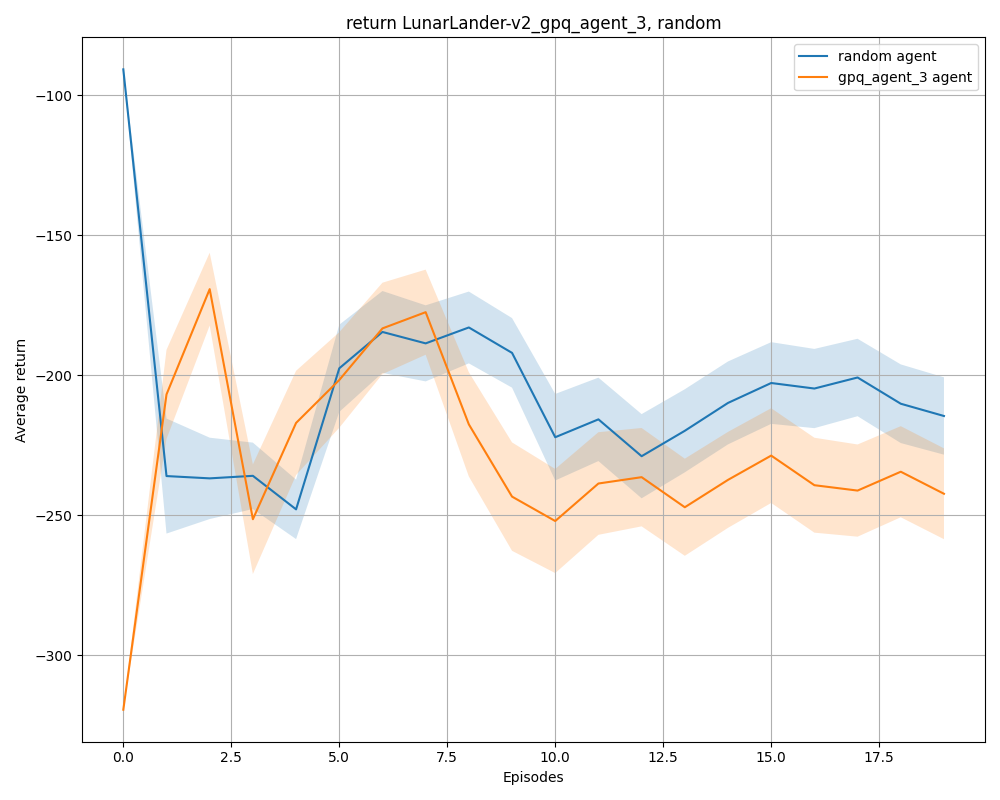 return LunarLander-v2_gpq_agent_3, random
random agent
gpq_agent_3 agent
Average return
−100
−150
−200
−250
−300
0.0 2.5 5.0 7.5 10.0 12.5 15.0 17.5
Episodes